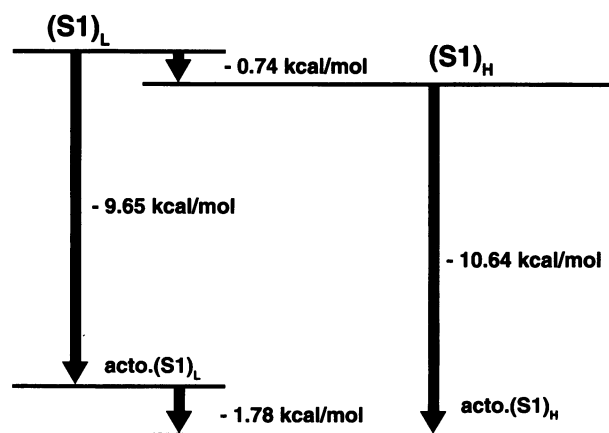 (S1)L
- 0.74 kcal/mol
(S1)H
- 9.65 kcal/mol
- 10.64 kcal/mol
acto.(S1)L
acto.(S1)H
- 1.78 kcal/mol